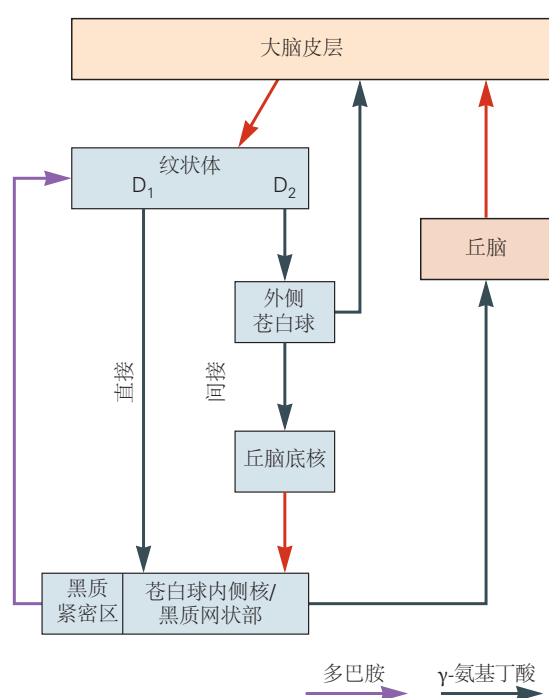 大脑皮层
纹状体
D1 D2
丘脑
外侧
苍白球
直接
间接
丘脑底核
黑质
紧密区
苍白球内侧核/
黑质网状部
多巴胺 γ-氨基丁酸